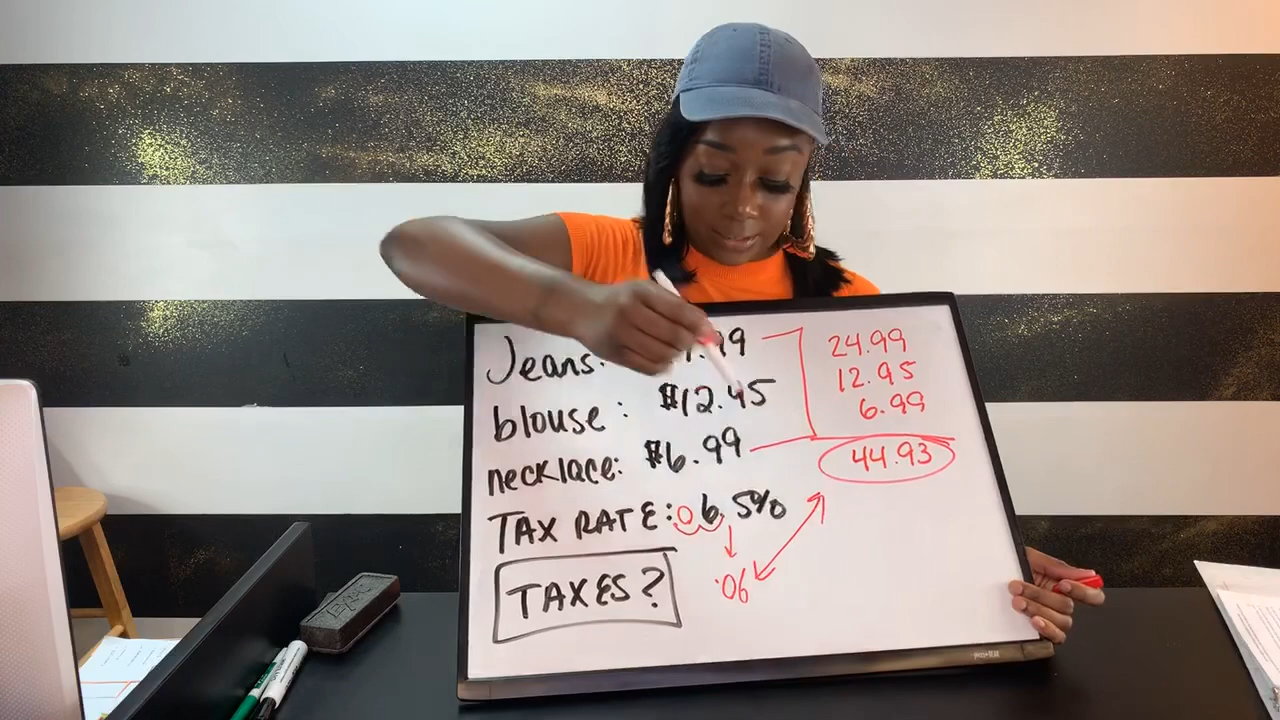 Jeans: .99
blouse: $12.45
necklace: $6.99
TAX RATE: 06.5%
.06
TAXES?
24.99
12.95
6.99
44.93